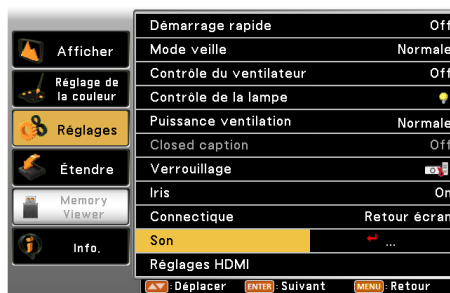 Démarrage rapide Off
Afficher
Mode veille Normale
Contrôle du ventilateur Off
Réglage de
la couleur
Contrôle de la lampe
Réglages
Puissance ventilation Normale
Closed caption Off
Étendre
Verrouillage
Memory
Viewer
Iris On
Connectique Retour écran
Info.
Son ...
Réglages HDMI
Déplacer ENTER : Suivant MENU : Retour